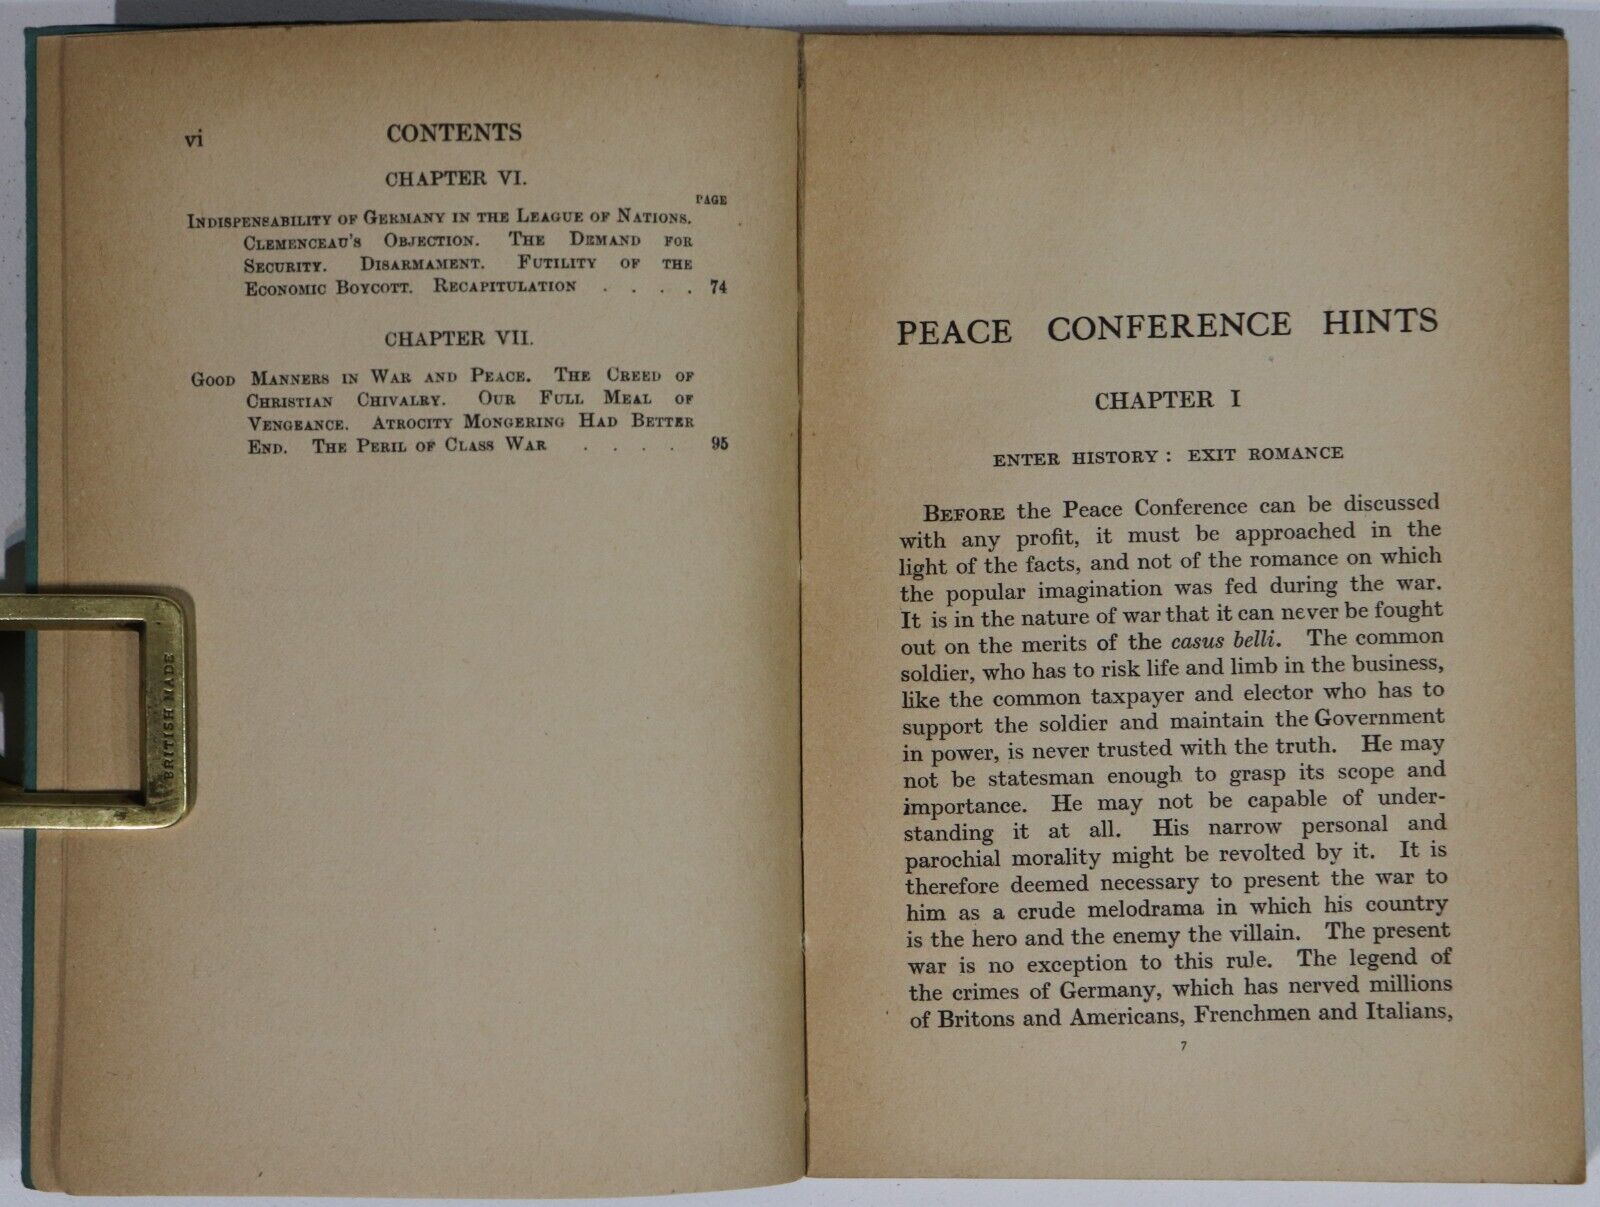 vi CONTENTS
CHAPTER VI.
PAGE
Indispensability of Germany in the League of Nations.
Clemenceau's Objection. The Demand for
Security. Disarmament. Futility of the
Economic Boycott. Recapitulation . . . . 74
CHAPTER VII.
Good Manners in War and Peace. The Creed of
Christian Chivalry. Our Full Meal of
Vengeance. Atrocity Mongering Had Better
End. The Peril of Class War . . . . 95
BRITISH MADE
PEACE CONFERENCE HINTS
CHAPTER I
ENTER HISTORY : EXIT ROMANCE
Before the Peace Conference can be discussed
with any profit, it must be approached in the
light of the facts, and not of the romance on which
the popular imagination was fed during the war.
It is in the nature of war that it can never be fought
out on the merits of the casus belli. The common
soldier, who has to risk life and limb in the business,
like the common taxpayer and elector who has to
support the soldier and maintain the Government
in power, is never trusted with the truth. He may
not be statesman enough to grasp its scope and
importance. He may not be capable of under-
standing it at all. His narrow personal and
parochial morality might be revolted by it. It is
therefore deemed necessary to present the war to
him as a crude melodrama in which his country
is the hero and the enemy the villain. The present
war is no exception to this rule. The legend of
the crimes of Germany, which has nerved millions
of Britons and Americans, Frenchmen and Italians,
7